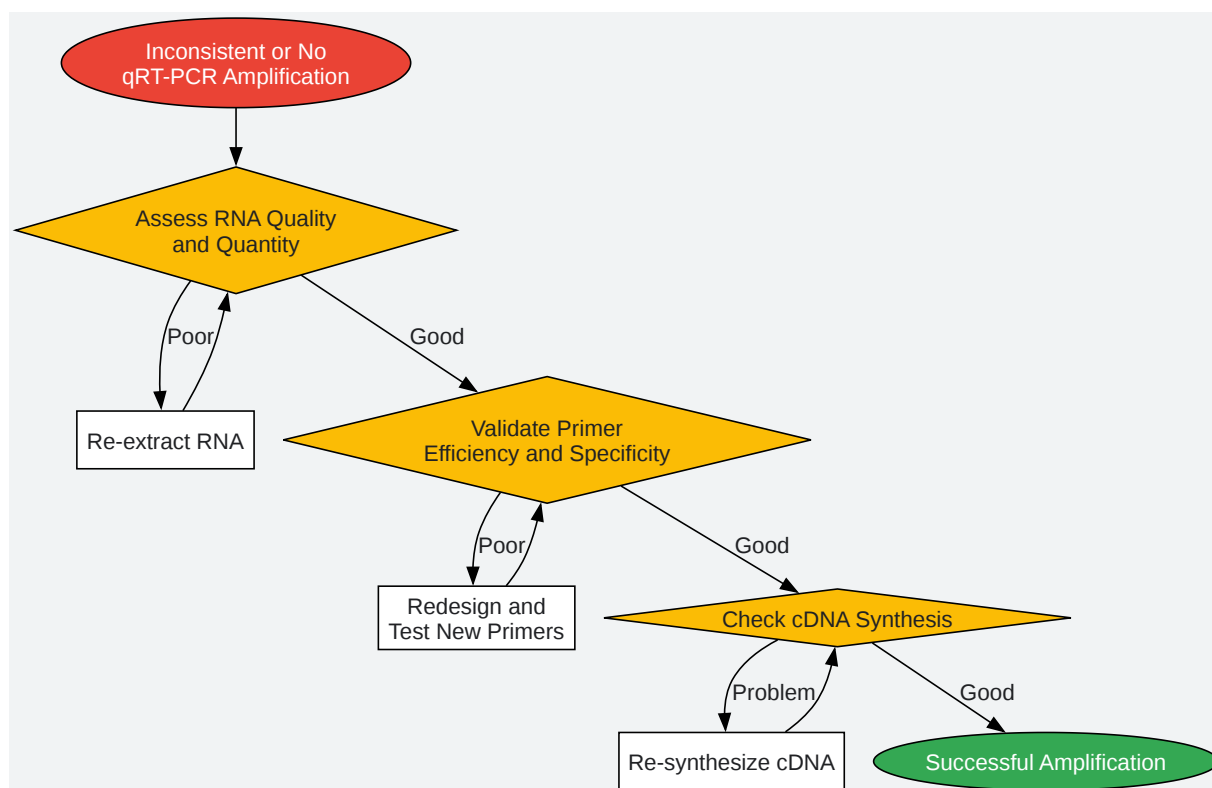 Inconsistent or No
qRT-PCR Amplification
Assess RNA Quality
and Quantity
Poor
Good
Re-extract RNA
Validate Primer
Efficiency and Specificity
Poor
Good
Redesign and
Test New Primers
Check cDNA Synthesis
Problem
Good
Re-synthesize cDNA
Successful Amplification